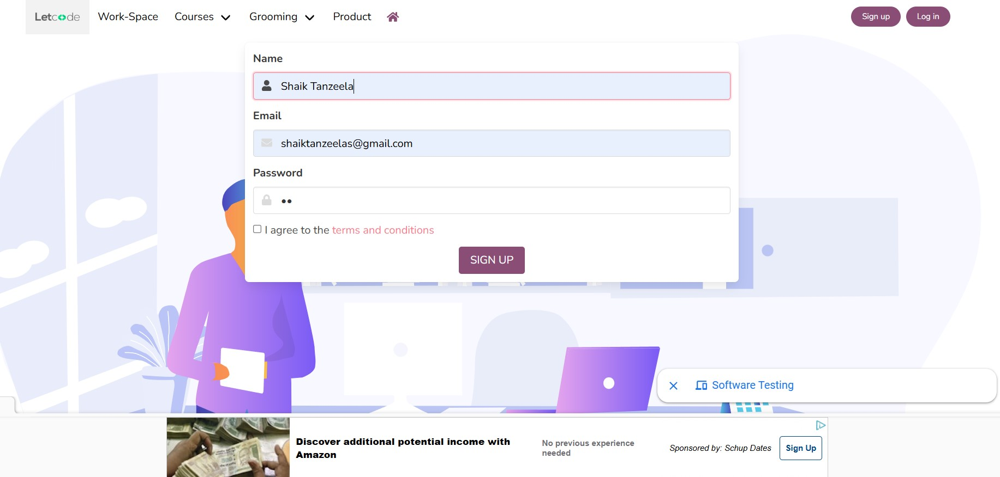 Letcode
Work-Space
Courses
Grooming
Product
Sign up
Log in
Name
Shaik Tanzeela
Email
shaiktanzeelas@gmail.com
Password
I agree to the terms and conditions
SIGN UP
Software Testing
Discover additional potential income with
Amazon
No previous experience
needed
Sponsored by: Schup Dates
Sign Up